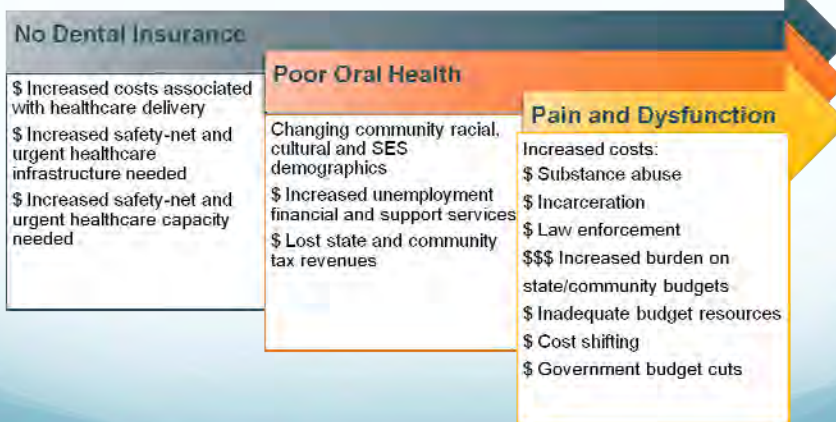 No Dental Insurance
$ Increased costs associated
with healthcare delivery
$ Increased safety-net and
urgent healthcare
infrastructure needed
$ Increased safety-net and
urgent healthcare capacity
needed
Poor Oral Health
Changing community racial,
cultural and SES
demographics
$ Increased unemployment
financial and support services
$ Lost state and community
tax revenues
Pain and Dysfunction
Increased costs:
$ Substance abuse
$ Incarceration
$ Law enforcement
$$$ Increased burden on
state/community budgets
$ Inadequate budget resources
$ Cost shifting
$ Government budget cuts